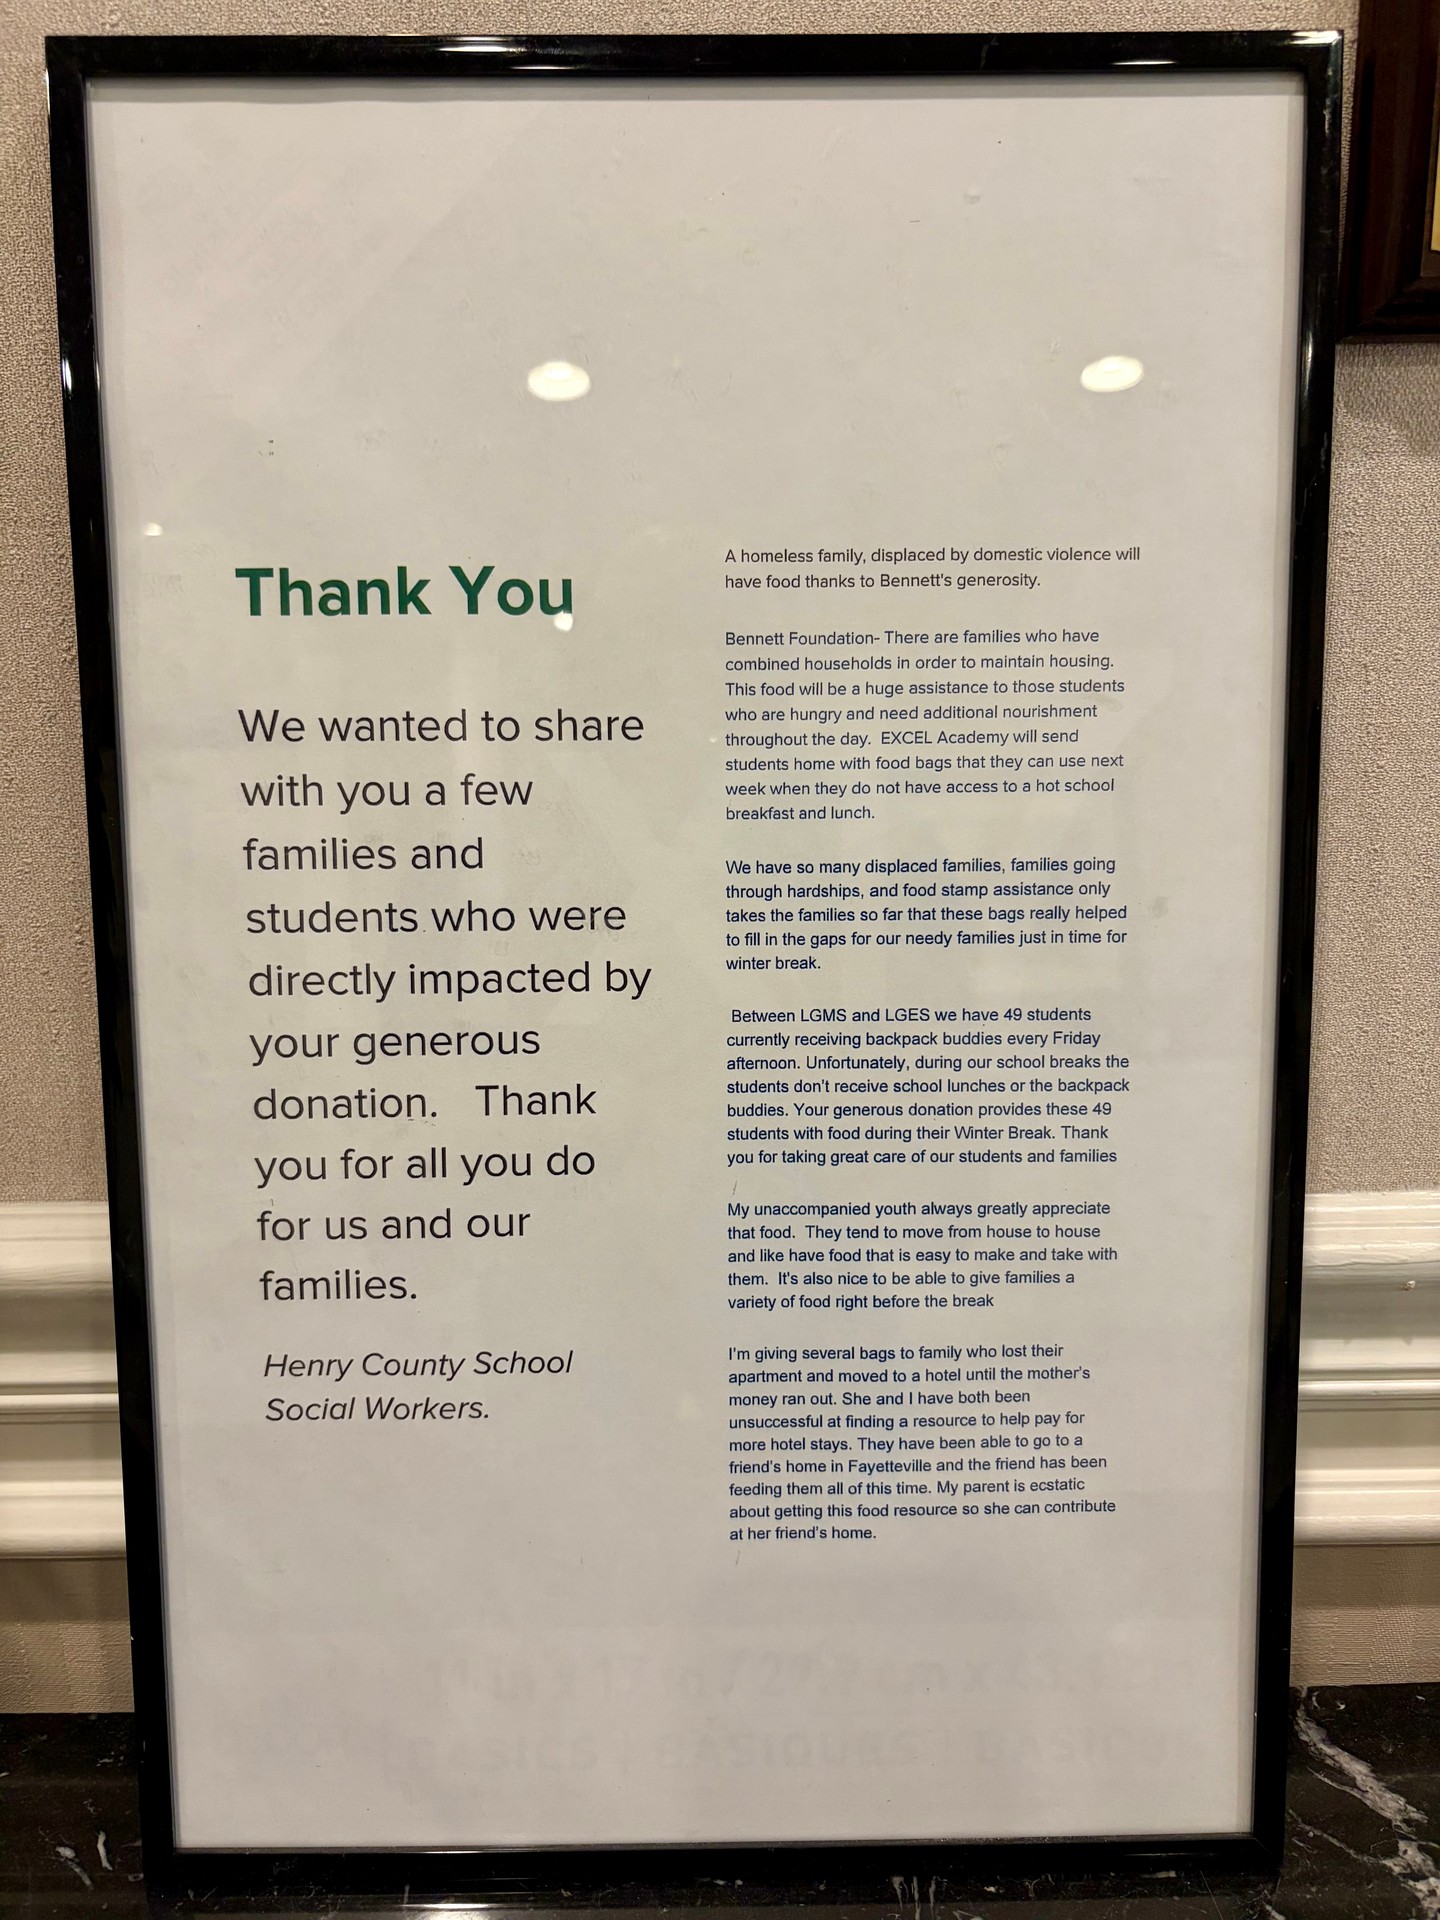 Thank You
We wanted to share
with you a few
families and
students who were
directly impacted by
your generous
donation.   Thank
you for all you do
for us and our
families.
Henry County School
Social Workers.
A homeless family, displaced by domestic violence will
have food thanks to Bennett's generosity.
Bennett Foundation- There are families who have
combined households in order to maintain housing.
This food will be a huge assistance to those students
who are hungry and need additional nourishment
throughout the day.  EXCEL Academy will send
students home with food bags that they can use next
week when they do not have access to a hot school
breakfast and lunch.
We have so many displaced families, families going
through hardships, and food stamp assistance only
takes the families so far that these bags really helped
to fill in the gaps for our needy families just in time for
winter break.
Between LGMS and LGES we have 49 students
currently receiving backpack buddies every Friday
afternoon. Unfortunately, during our school breaks the
students don't receive school lunches or the backpack
buddies. Your generous donation provides these 49
students with food during their Winter Break. Thank
you for taking great care of our students and families
My unaccompanied youth always greatly appreciate
that food.  They tend to move from house to house
and like have food that is easy to make and take with
them.  It's also nice to be able to give families a
variety of food right before the break
I'm giving several bags to family who lost their
apartment and moved to a hotel until the mother's
money ran out. She and I have both been
unsuccessful at finding a resource to help pay for
more hotel stays. They have been able to go to a
friend's home in Fayetteville and the friend has been
feeding them all of this time. My parent is ecstatic
about getting this food resource so she can contribute
at her friend's home.